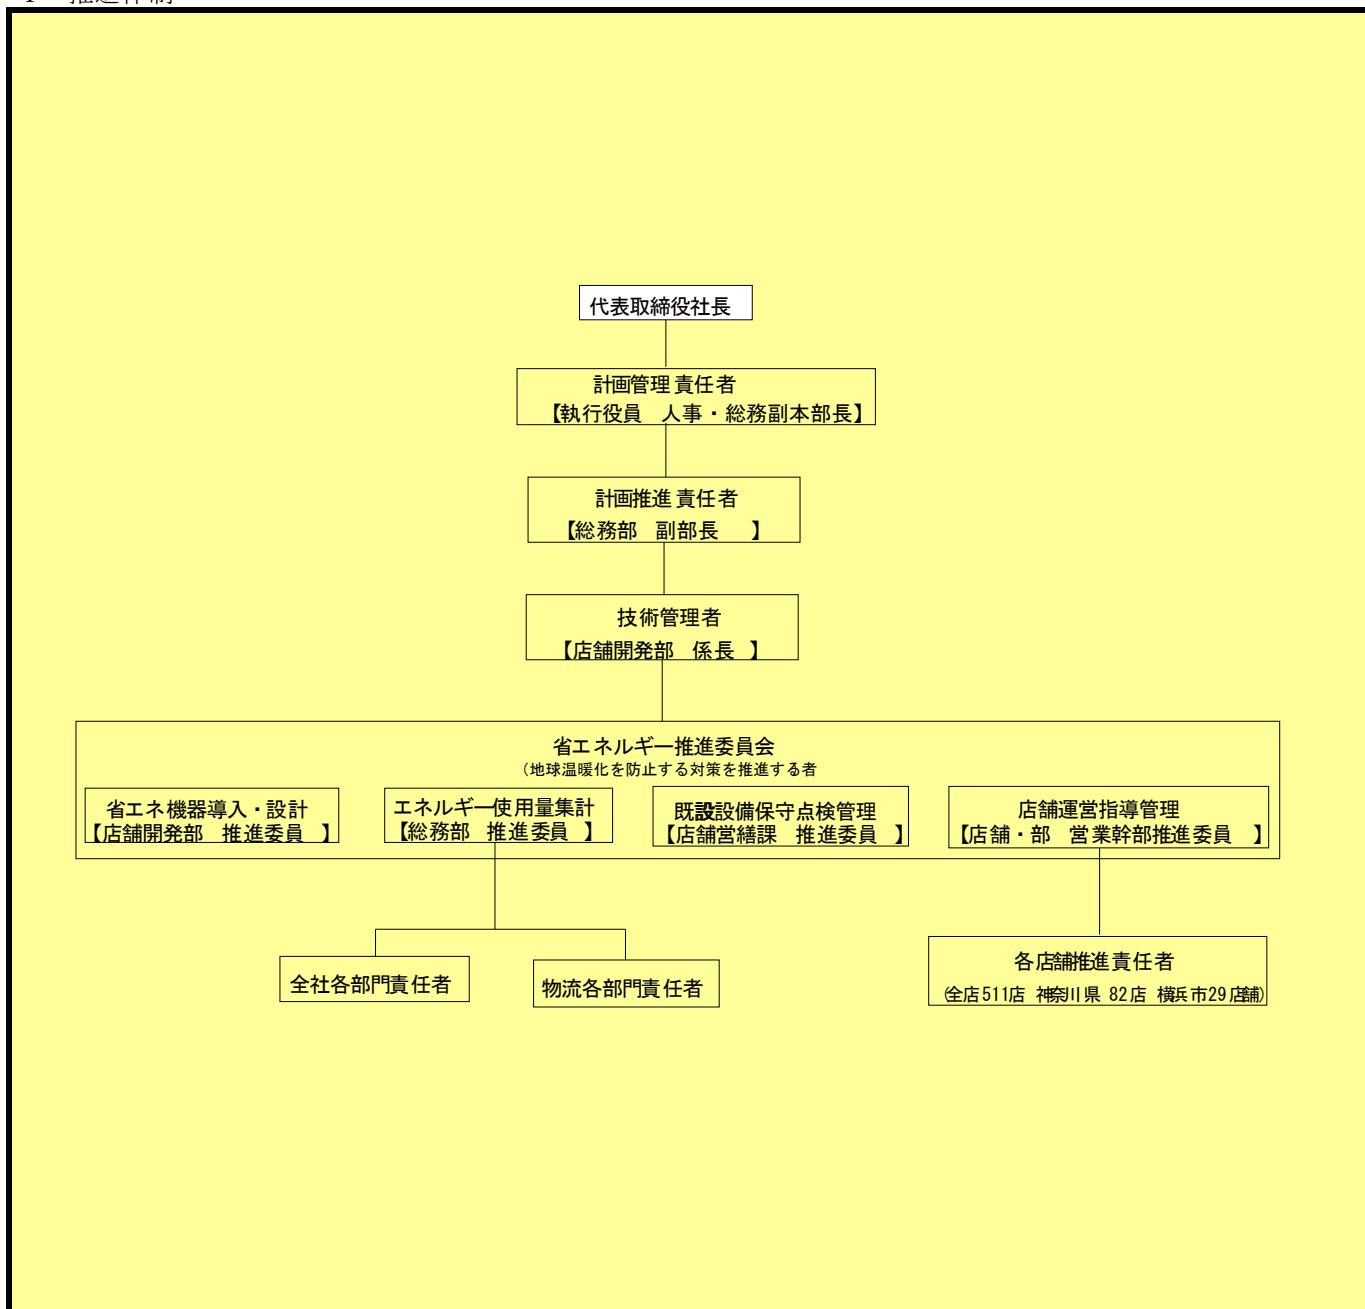 代表取締役社長
計画管理責任者
【執行役員　人事・総務副本部長】
計画推進責任者
【総務部　副部長　】
技術管理者
【店舗開発部　係長　】
省エネルギー推進委員会
（地球温暖化を防止する対策を推進する者
省エネ機器導入・設計
【店舗開発部　推進委員　】
エネルギー使用量集計
【総務部　推進委員　】
既設設備保守点検管理
【店舗営繕課　推進委員　】
店舗運営指導管理
【店舗・部　営業幹部推進委員　】
全社各部門責任者
物流各部門責任者
各店舗推進責任者
(全店511店 神奈川県 82店 横浜市29店舗)